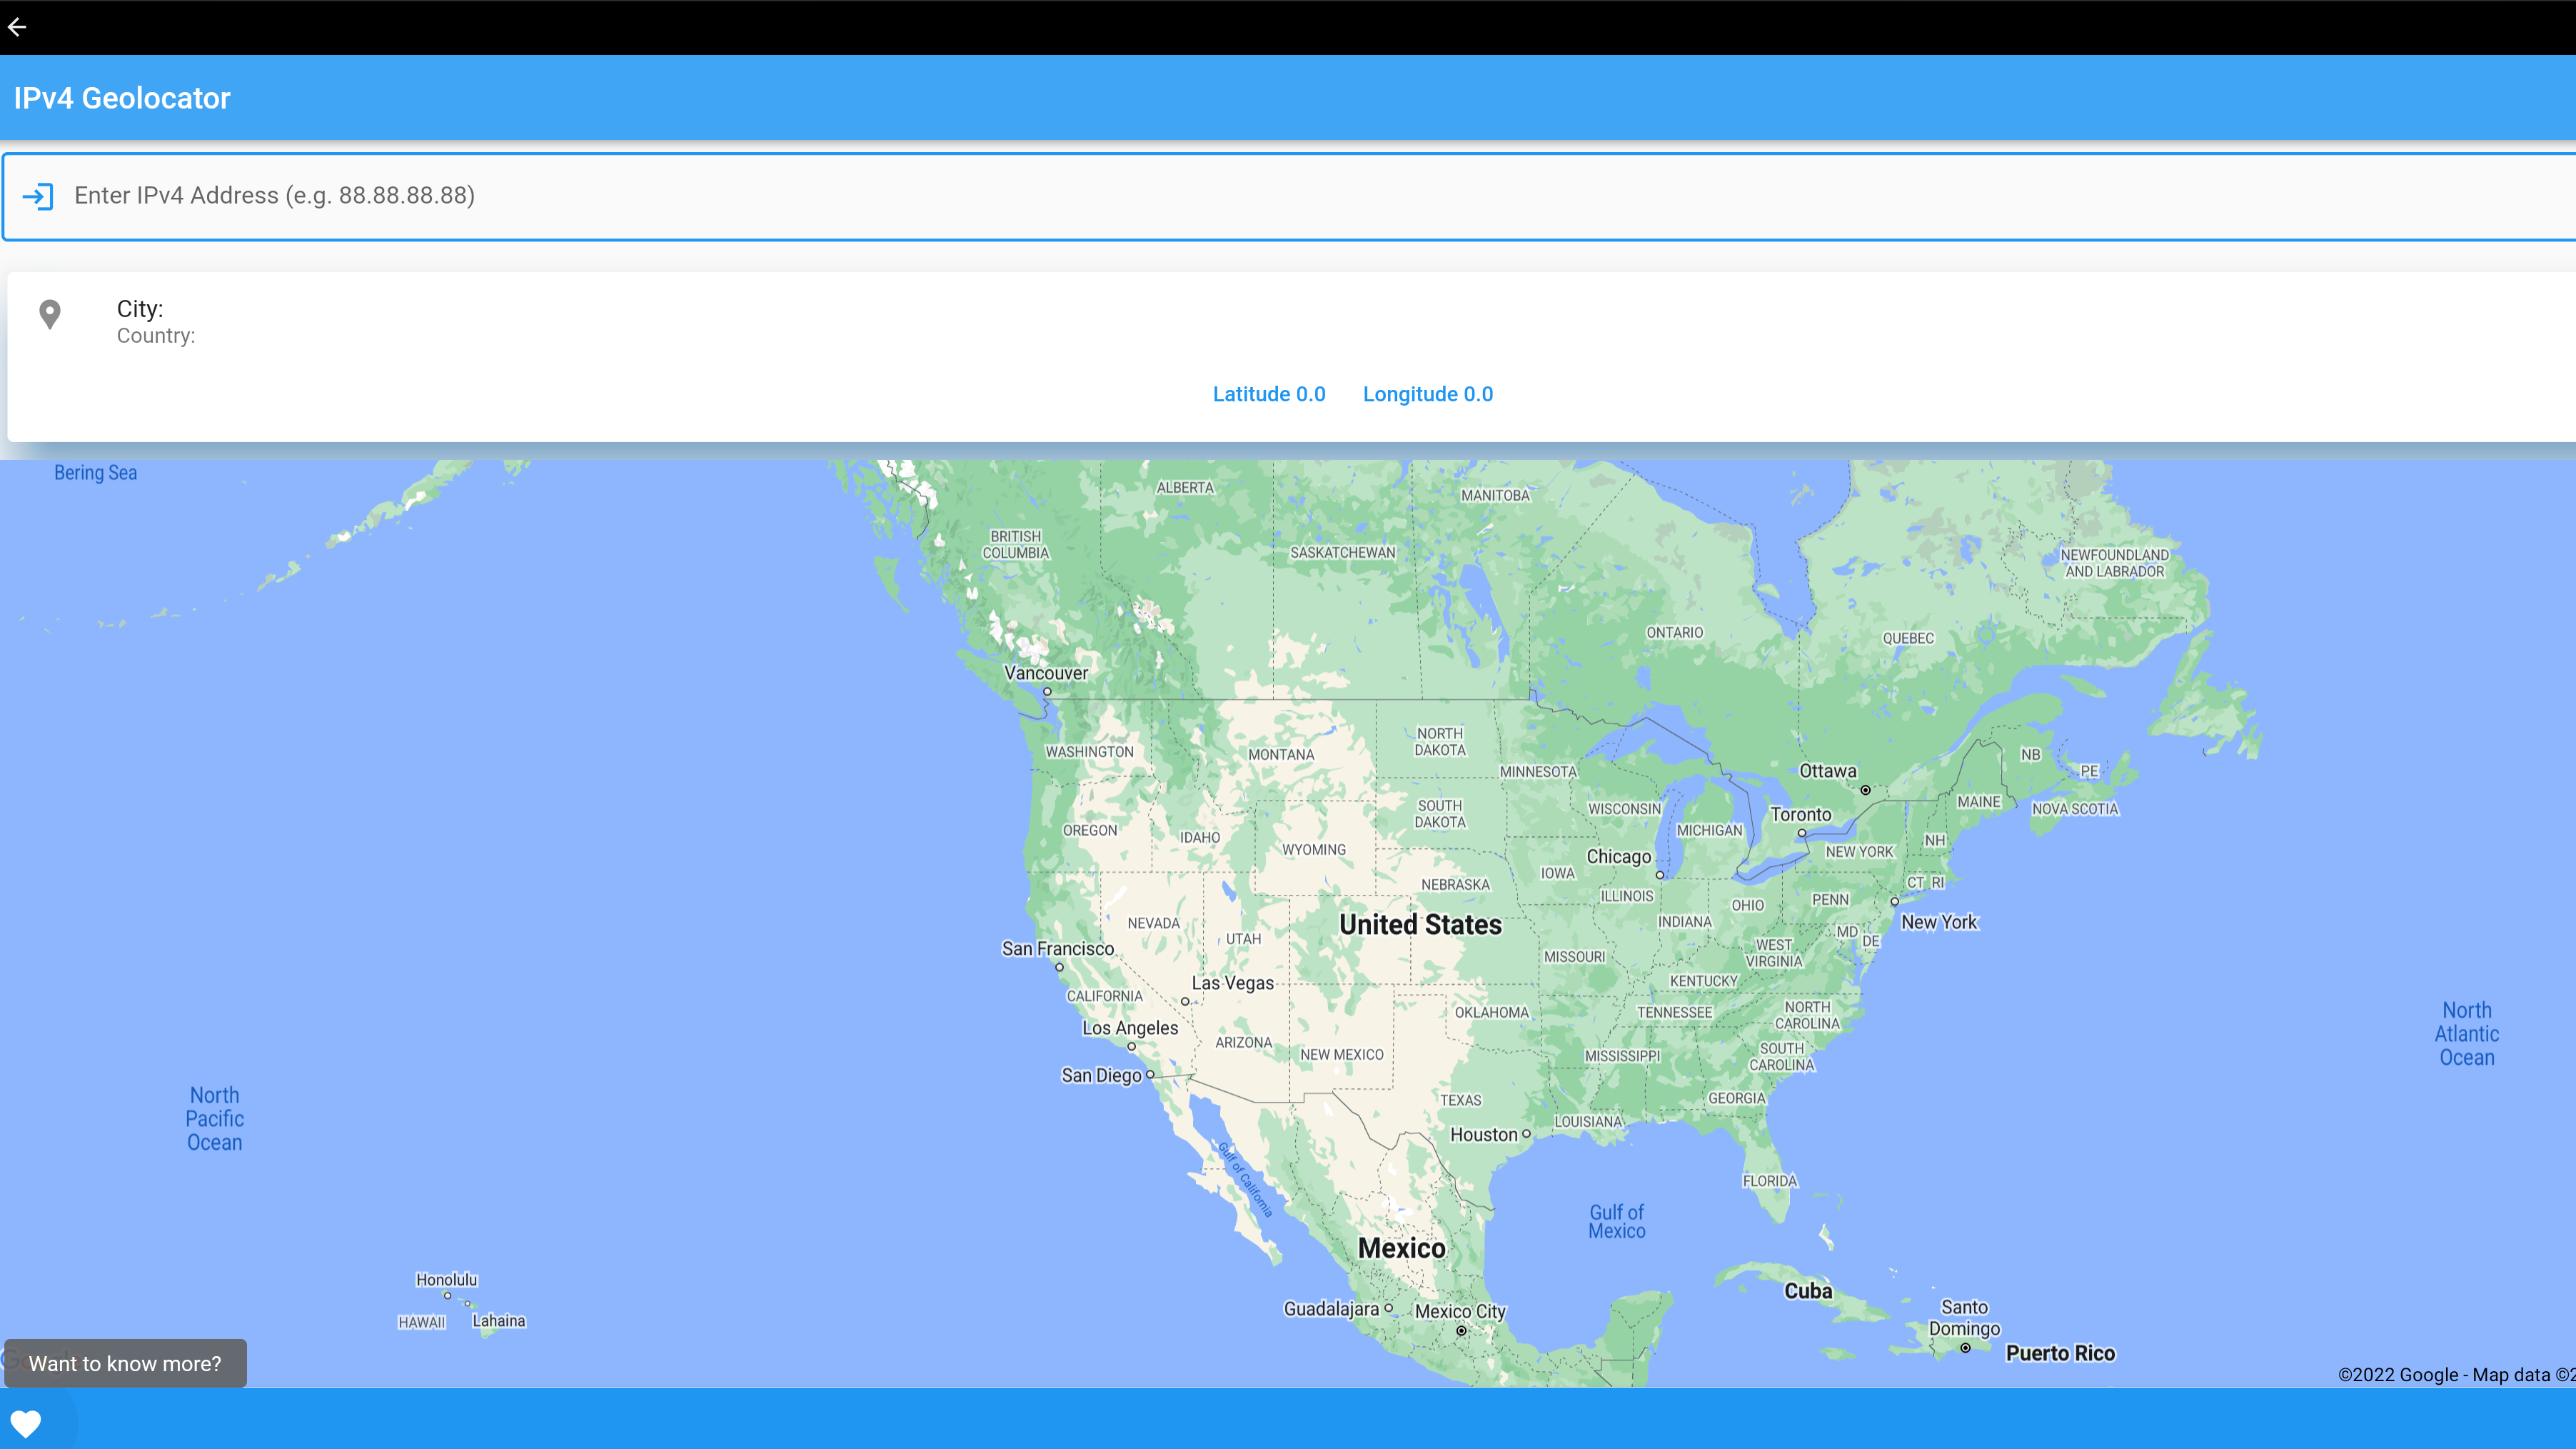 IPv4 Geolocator
Enter IPv4 Address (e.g. 88.88.88.88)
City:
Country:
Latitude 0.0 Longitude 0.0
Bering Sea
ALBERTA
MANITOBA
BRITISH
COLUMBIA
SASKATCHEWAN
NEWFOUNDLAND
AND LABRADOR
ONTARIO
QUEBEC
Vancouver
WASHINGTON
MONTANA
NORTH
DAKOTA
MINNESOTA
Ottawa
NB
PE
MAINE
NOVA SCOTIA
SOUTH
DAKOTA
WISCONSIN
MICHIGAN
Toronto
OREGON
IDAHO
WYOMING
Chicago
NEW YORK
NH
IOWA
NEBRASKA
ILLINOIS
CT RI
OHIO
PENN
NEVADA
UTAH
United States
INDIANA
MD
DE
New York
San Francisco
MISSOURI
WEST
VIRGINIA
Las Vegas
KENTUCKY
CALIFORNIA
OKLAHOMA
TENNESSEE
NORTH
CAROLINA
North
Atlantic
Ocean
Los Angeles
ARIZONA
NEW MEXICO
MISSISSIPPI
SOUTH
CAROLINA
San Diego
North
Pacific
Ocean
TEXAS
GEORGIA
LOUISIANA
Houston
Gulf of California
FLORIDA
Gulf of
Mexico
Mexico
Honolulu
HAWAII
Lahaina
Cuba
Guadalajara
Mexico City
Santo
Domingo
Puerto Rico
Want to know more?
©2022 Google - Map data ©2